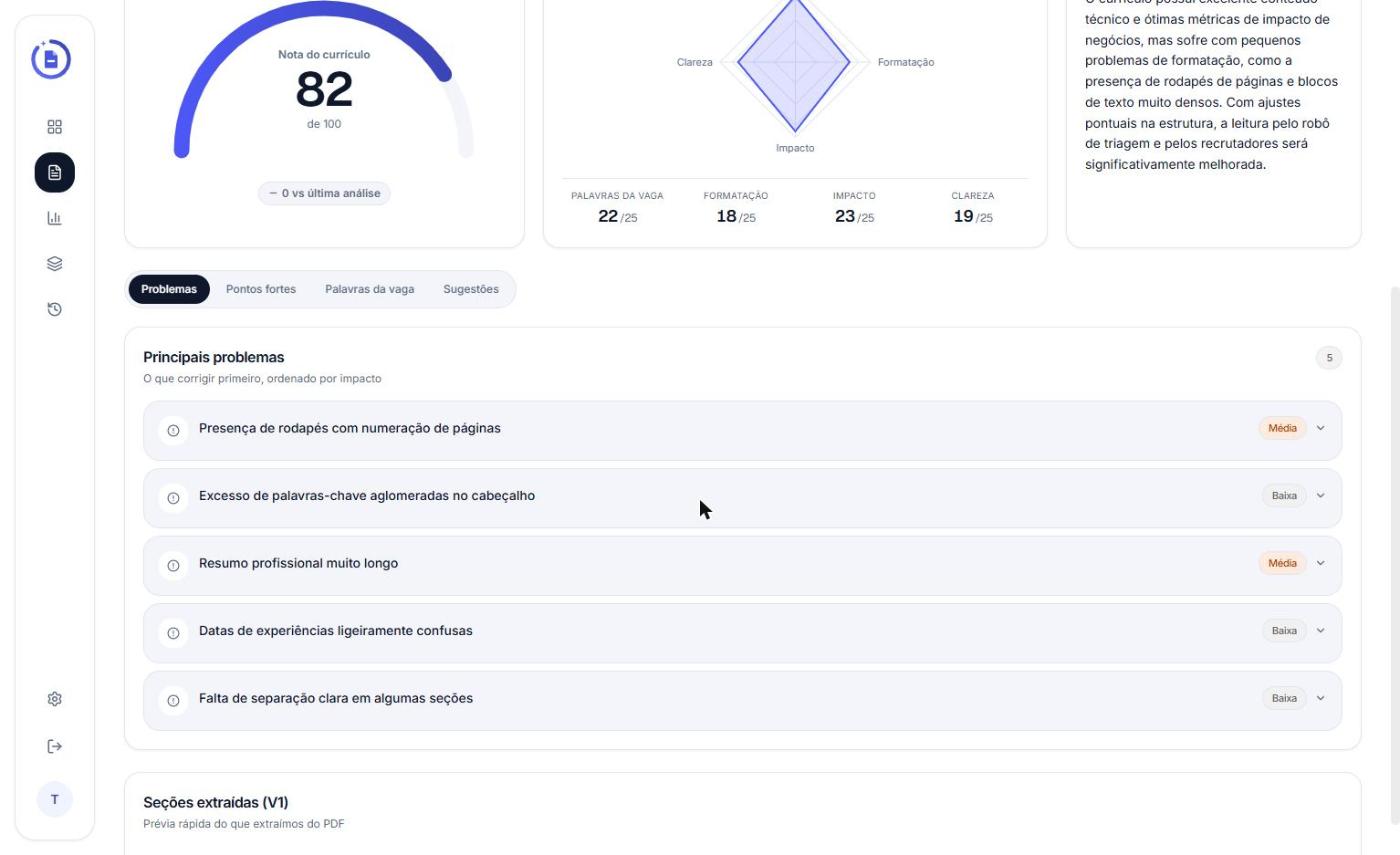 Nota do currículo
82
de 100
— 0 vs última análise
Clareza
Formatação
Impacto
PALAVRAS DA VAGA
22 /25
FORMATAÇÃO
18 /25
IMPACTO
23 /25
CLAREZA
19 /25
técnico e ótimas métricas de impacto de
negócios, mas sofre com pequenos
problemas de formatação, como a
presença de rodapés de páginas e blocos
de texto muito densos. Com ajustes
pontuais na estrutura, a leitura pelo robô
de triagem e pelos recrutadores será
significativamente melhorada.
Problemas
Pontos fortes
Palavras da vaga
Sugestões
Principais problemas
5
O que corrigir primeiro, ordenado por impacto
Presença de rodapés com numeração de páginas
Média
Excesso de palavras-chave aglomeradas no cabeçalho
Baixa
Resumo profissional muito longo
Média
Datas de experiências ligeiramente confusas
Baixa
Falta de separação clara em algumas seções
Baixa
T
Seções extraídas (V1)
Prévia rápida do que extraímos do PDF